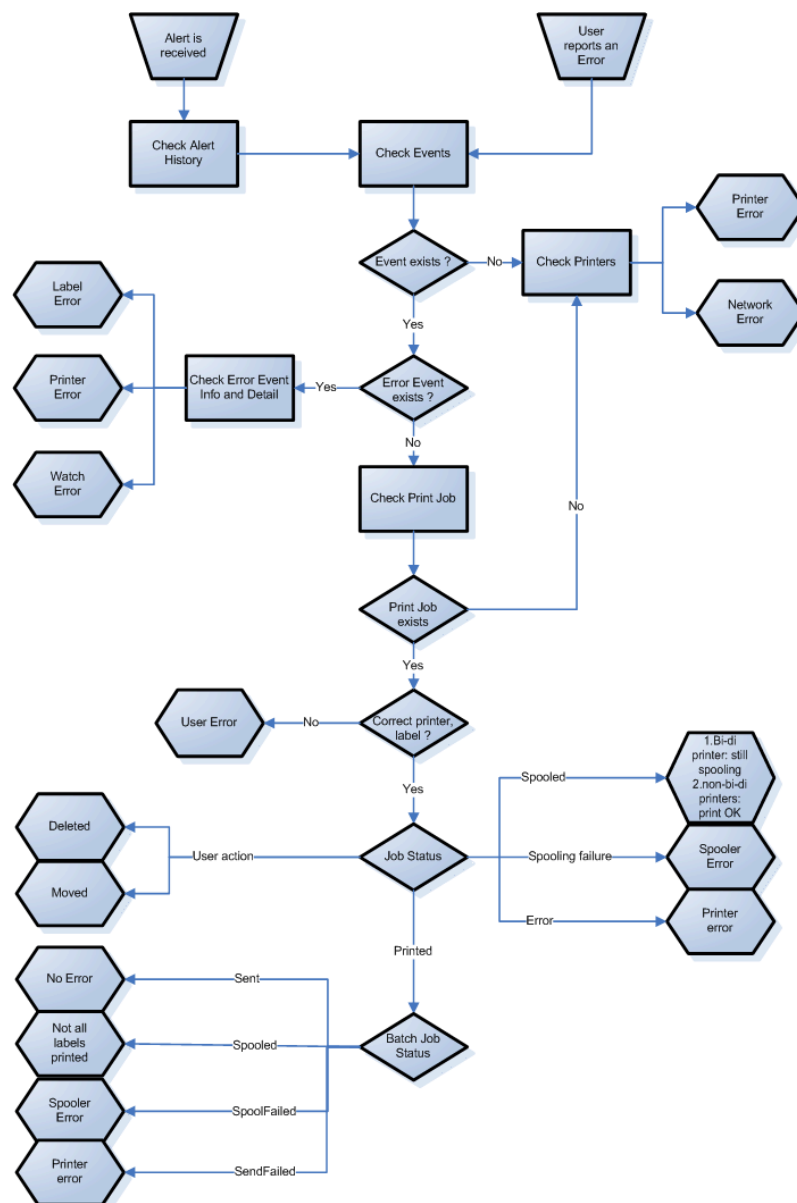 Alert is
received
User
reports an
Error
Check Alert
History
Check Events
Printer
Error
Event exists ?
No
Check Printers
Label
Error
Network
Error
Yes
Printer
Error
Check Error Event
Info and Detail
Yes
Error Event
exists ?
No
Watch
Error
Check Print Job
No
Print Job
exists
Yes
User Error
No
Correct printer,
label ?
1.Bi-di
printer: still
spooling
2.non-bi-di
printers:
print OK
Spooled
Yes
Deleted
User action
Job Status
Spooling failure
Spooler
Error
Moved
Error
Printer
error
Printed
No Error
Sent
Not all
labels
printed
Spooled
Batch Job
Status
Spooler
Error
SpoolFailed
Printer
error
SendFailed